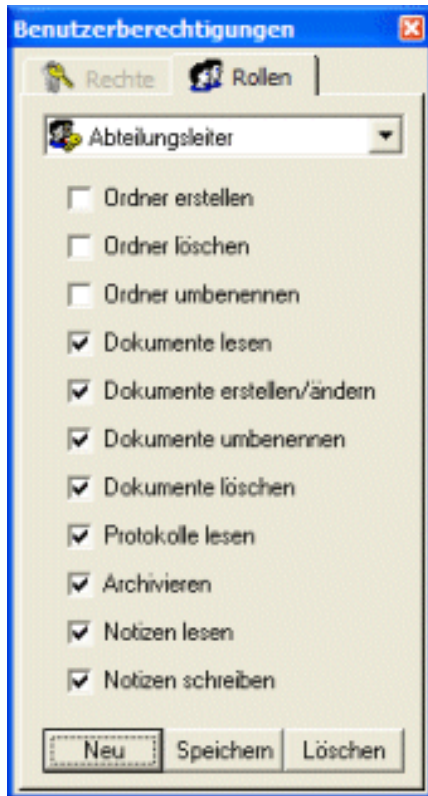 Benutzerberechtigungen
Rechte Rollen
Abteilungsleiter
Ordner erstellen
Ordner löschen
Ordner umbenennen
Dokumente lesen
Dokumente erstellen/ändern
Dokumente umbenennen
Dokumente löschen
Protokolle lesen
Archivieren
Notizen lesen
Notizen schreiben
Neu Speichern Löschen